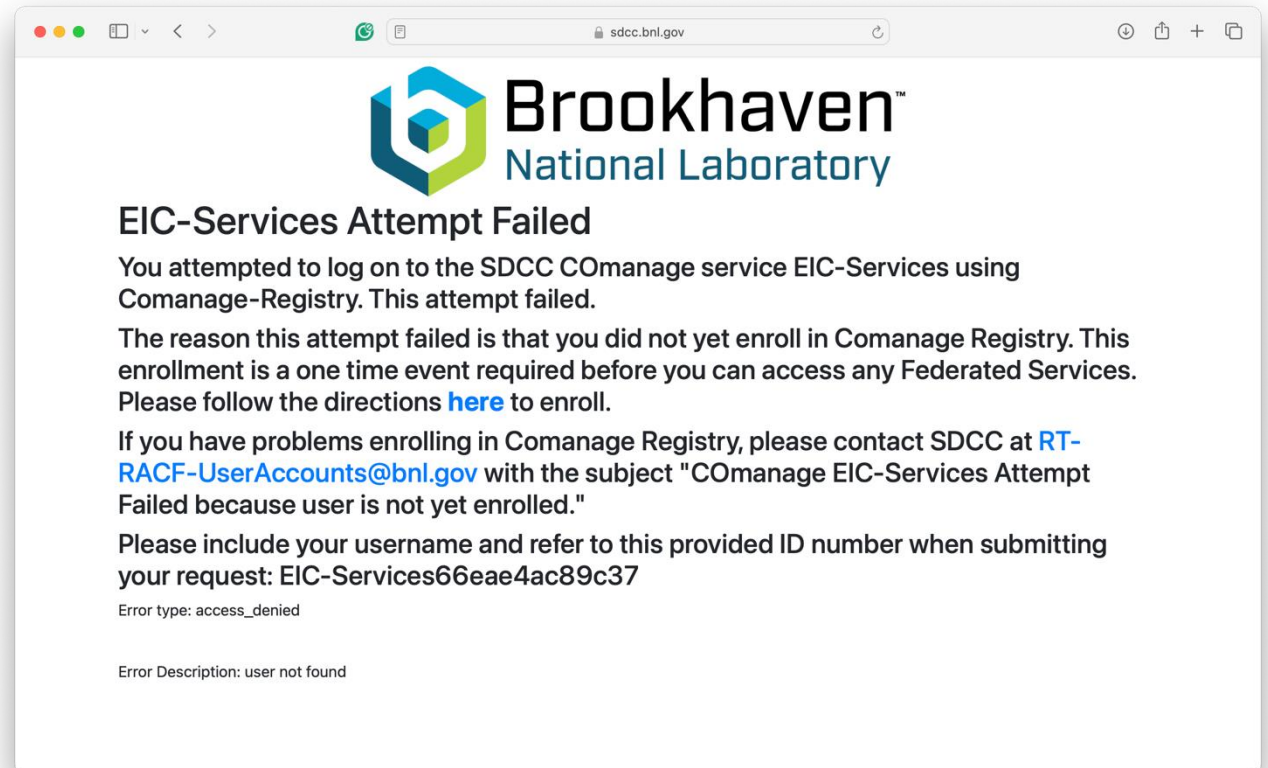 sdcc.bnl.gov
Brookhaven™
National Laboratory
EIC-Services Attempt Failed
You attempted to log on to the SDCC COmanage service EIC-Services using
Comanage-Registry. This attempt failed.
The reason this attempt failed is that you did not yet enroll in Comanage Registry. This
enrollment is a one time event required before you can access any Federated Services.
Please follow the directions here to enroll.
If you have problems enrolling in Comanage Registry, please contact SDCC at RT-
RACF-UserAccounts@bnl.gov with the subject "COmanage EIC-Services Attempt
Failed because user is not yet enrolled."
Please include your username and refer to this provided ID number when submitting
your request: EIC-Services66eae4ac89c37
Error type: access_denied
Error Description: user not found